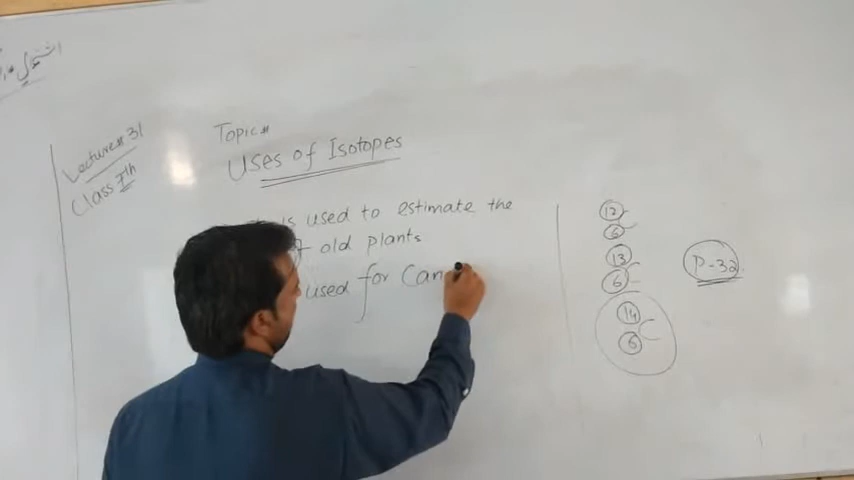 Lecture# 31
Class 7th
Topic#
Uses of Isotopes
is used to estimate the
old plants
used for Can
12
6 C
13
6 C
14
6 C
P-32